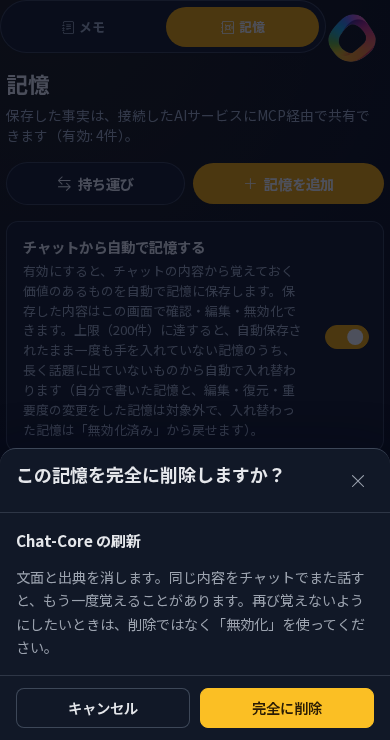 メモ
記憶
記憶
保存した事実は、接続したAIサービスにMCP経由で共有で
きます（有効: 4件）。
持ち運び
記憶を追加
チャットから自動で記憶する
有効にすると、チャットの内容から覚えておく
価値のあるものを自動で記憶に保存します。保
存した内容はこの画面で確認・編集・無効化で
きます。上限（200件）に達すると、自動保存さ
れたまま一度も手を入れていない記憶のうち、
長く話題に出ていないものから自動で入れ替わ
ります（自分で書いた記憶と、編集・復元・重
要度の変更をした記憶は対象外で、入れ替わっ
た記憶は「無効化済み」から戻せます）。
この記憶を完全に削除しますか？
Chat-Core の刷新
文面と出典を消します。同じ内容をチャットでまた話す
と、もう一度覚えることがあります。再び覚えないよう
にしたいときは、削除ではなく「無効化」を使ってくだ
さい。
キャンセル
完全に削除